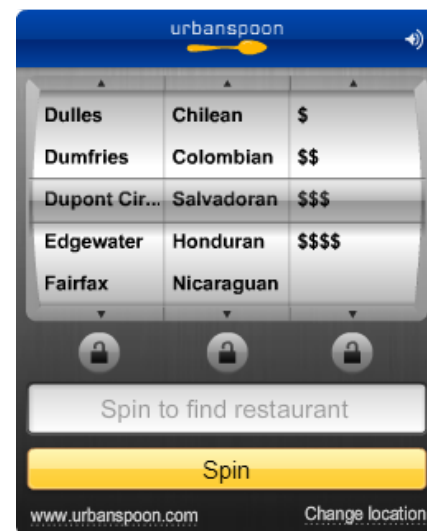 urbanspoon
Dulles Chilean $
Dumfries Colombian $$
Dupont Cir... Salvadoran $$$
Edgewater Honduran $$$$
Fairfax Nicaraguan
Spin to find restaurant
Spin
www.urbanspoon.com Change location